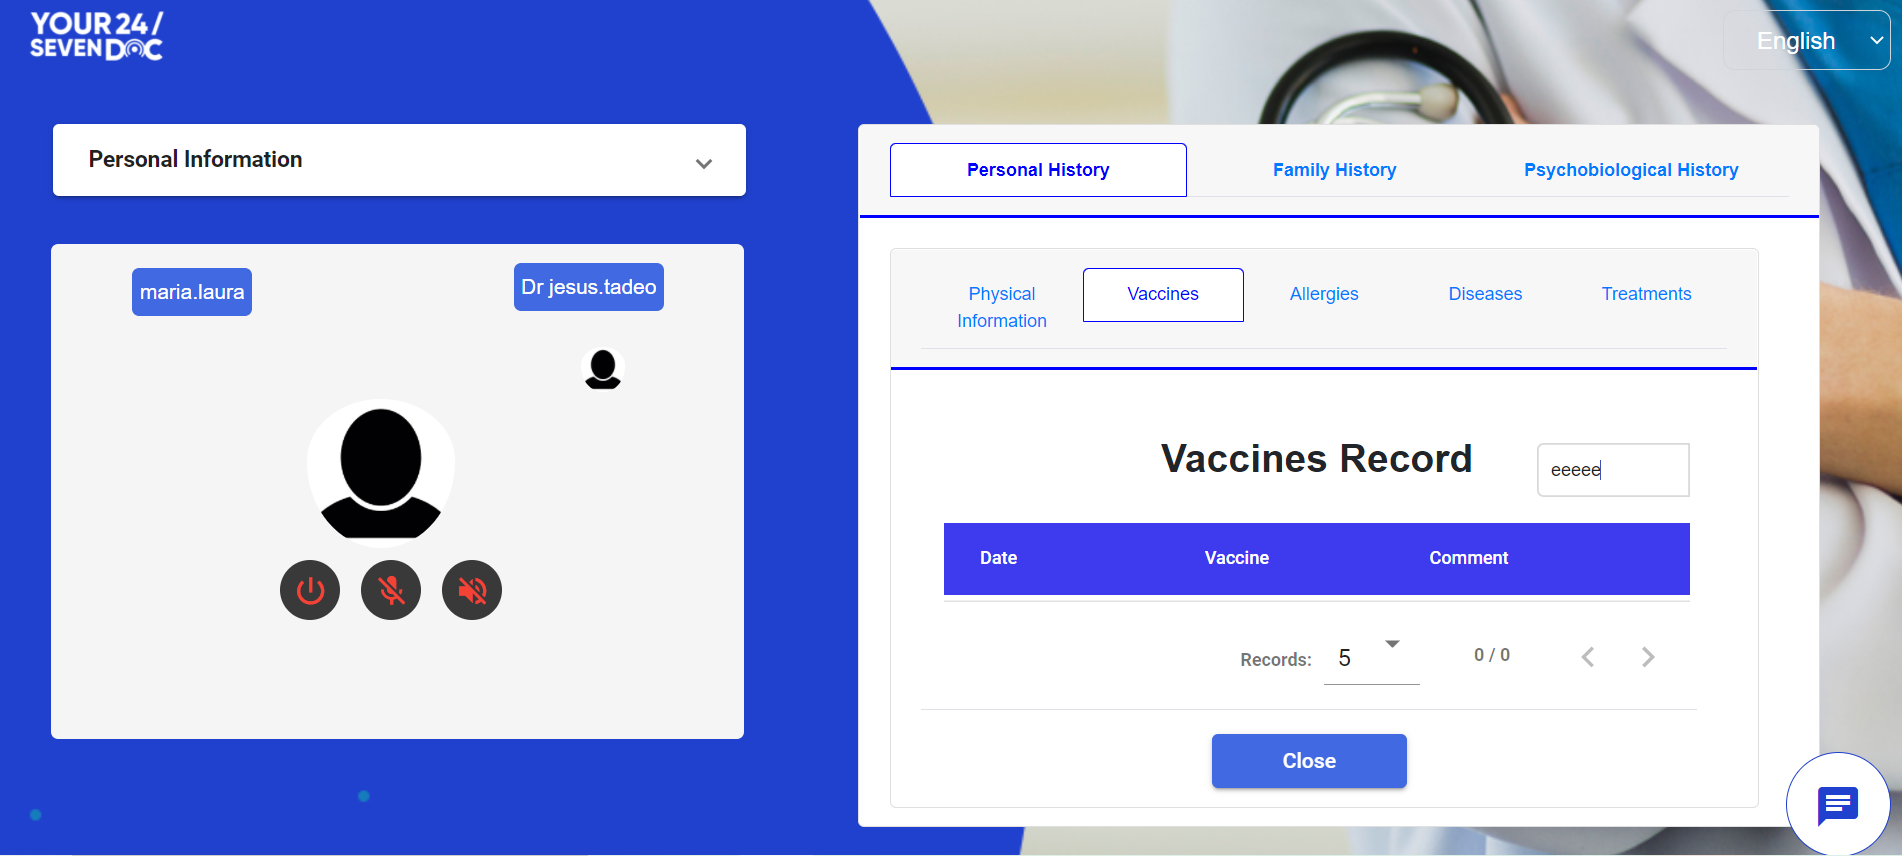 YOUR 24/
SEVEN DOC
English
Personal Information
maria.laura
Dr jesus.tadeo
Personal History
Family History
Psychobiological History
Physical
Information
Vaccines
Allergies
Diseases
Treatments
Vaccines Record
eeeee
Date
Vaccine
Comment
Records:
5
0 / 0
Close